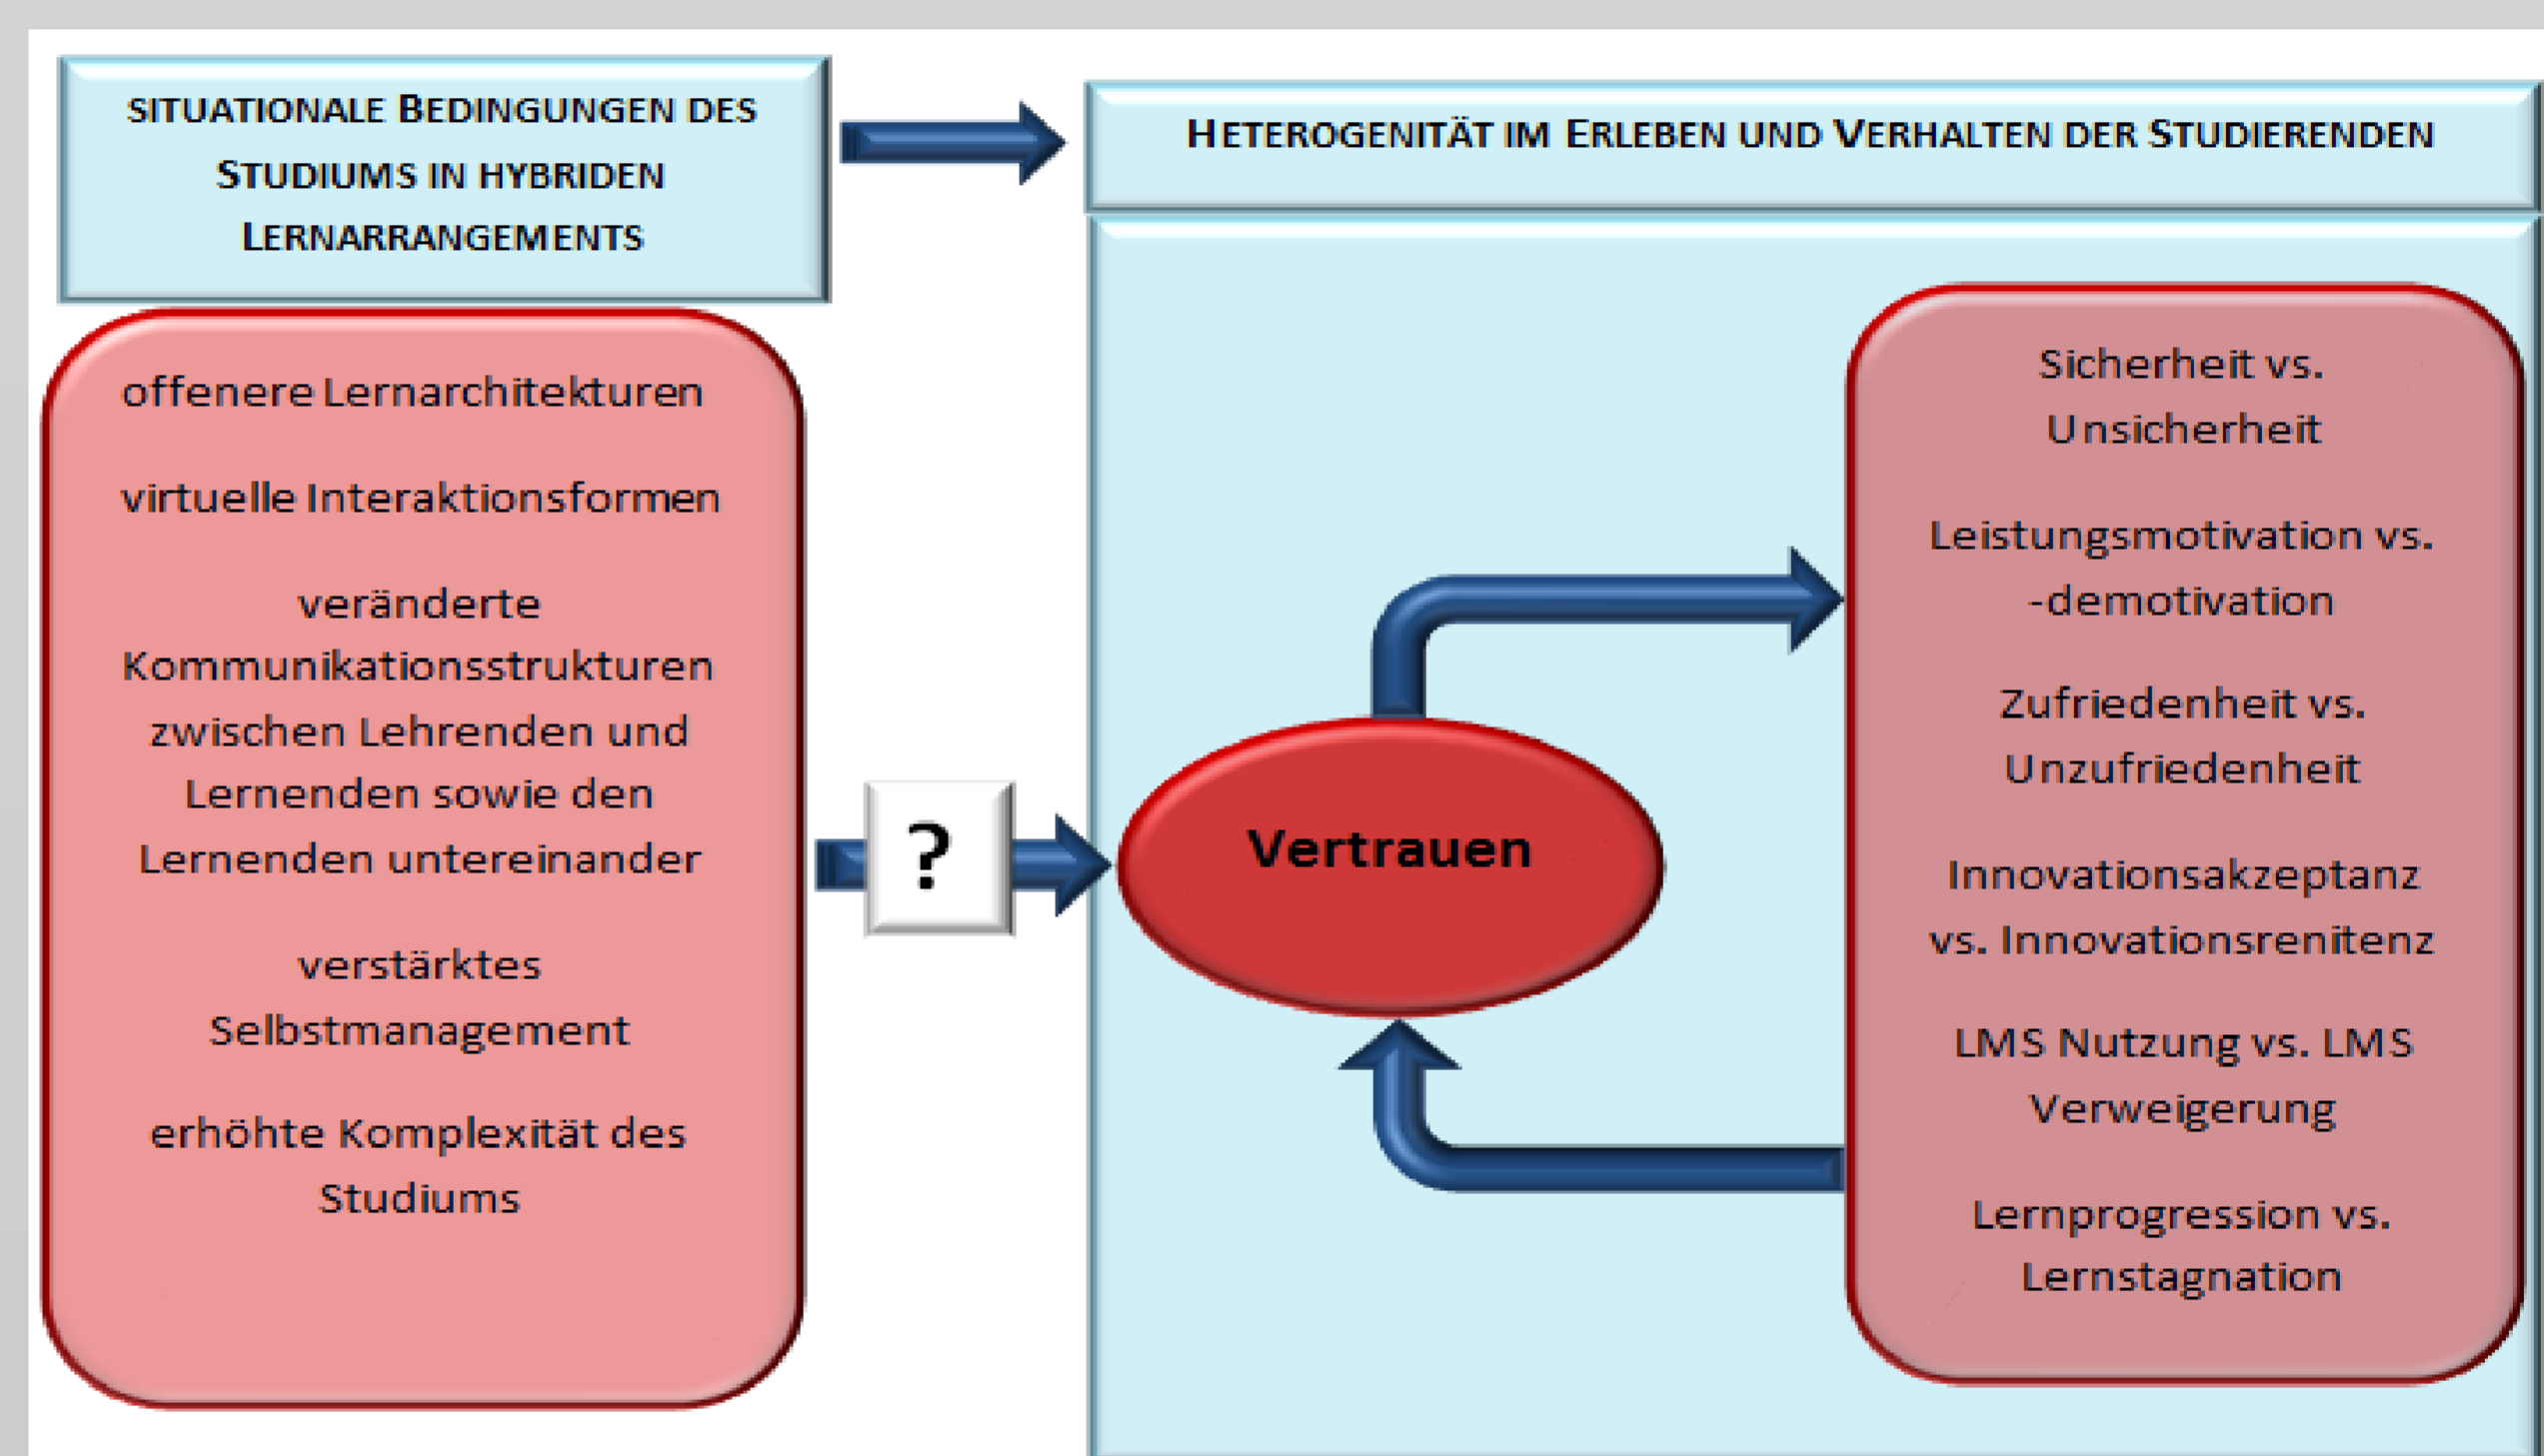 SITUATIONALE BEDINGUNGEN DES
STUDIUMS IN HYBRIDEN
LERNARRANGEMENTS
HETEROGENITÄT IM ERLEBEN UND VERHALTEN DER STUDIERENDEN
offenere Lernarchitekturen
virtuelle Interaktionsformen
veränderte
Kommunikationsstrukturen
zwischen Lehrenden und
Lernenden sowie den
Lernenden untereinander
verstärktes
Selbstmanagement
erhöhte Komplexität des
Studiums
?
Vertrauen
Sicherheit vs.
Unsicherheit
Leistungsmotivation vs.
-demotivation
Zufriedenheit vs.
Unzufriedenheit
Innovationsakzeptanz
vs. Innovationsrenitenz
LMS Nutzung vs. LMS
Verweigerung
Lernprogression vs.
Lernstagnation